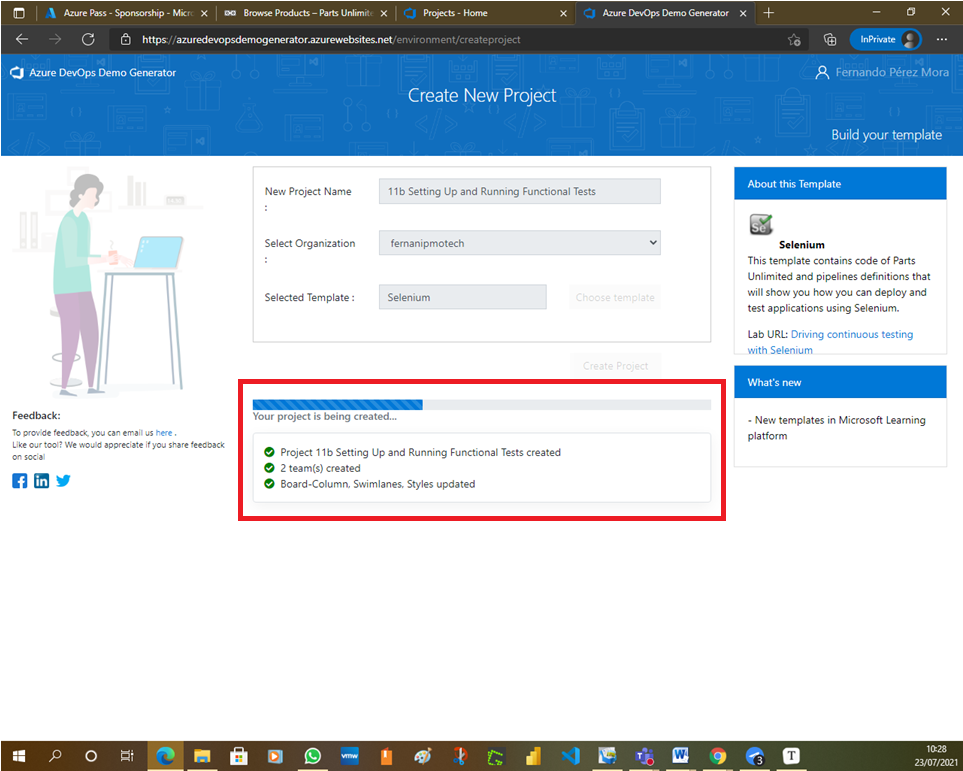 Azure Pass - Sponsorship - Micro
Browse Products – Parts Unlimite
Projects - Home
Azure DevOps Demo Generator
https://azuredevopsdemogenerator.azurewebsites.net/environment/createproject
InPrivate
Azure DevOps Demo Generator
Fernando Pérez Mora
Create New Project
Build your template
New Project Name
:
11b Setting Up and Running Functional Tests
Select Organization
:
fernanipmotech
Selected Template :
Selenium
Choose template
Create Project
Your project is being created...
Project 11b Setting Up and Running Functional Tests created
2 team(s) created
Board-Column, Swimlanes, Styles updated
Feedback:
To provide feedback, you can email us here .
Like our tool? We would appreciate if you share feedback
on social
About this Template
Se
Selenium
This template contains code of Parts
Unlimited and pipelines definitions that
will show you how you can deploy and
test applications using Selenium.
Lab URL: Driving continuous testing
with Selenium
What's new
- New templates in Microsoft Learning
platform
vmw
W
3
T
10:28
23/07/2021